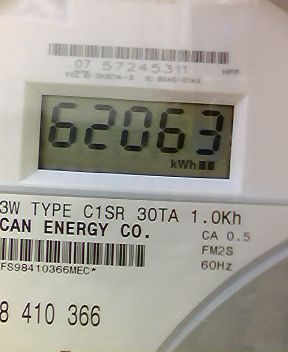 07 57245311
HPP
62063
kWh
3W TYPE C1SR 30TA 1.0Kh
CAN ENERGY CO.
CA 0.5
FM2S
60Hz
FS98410366MEC*
8 410 366